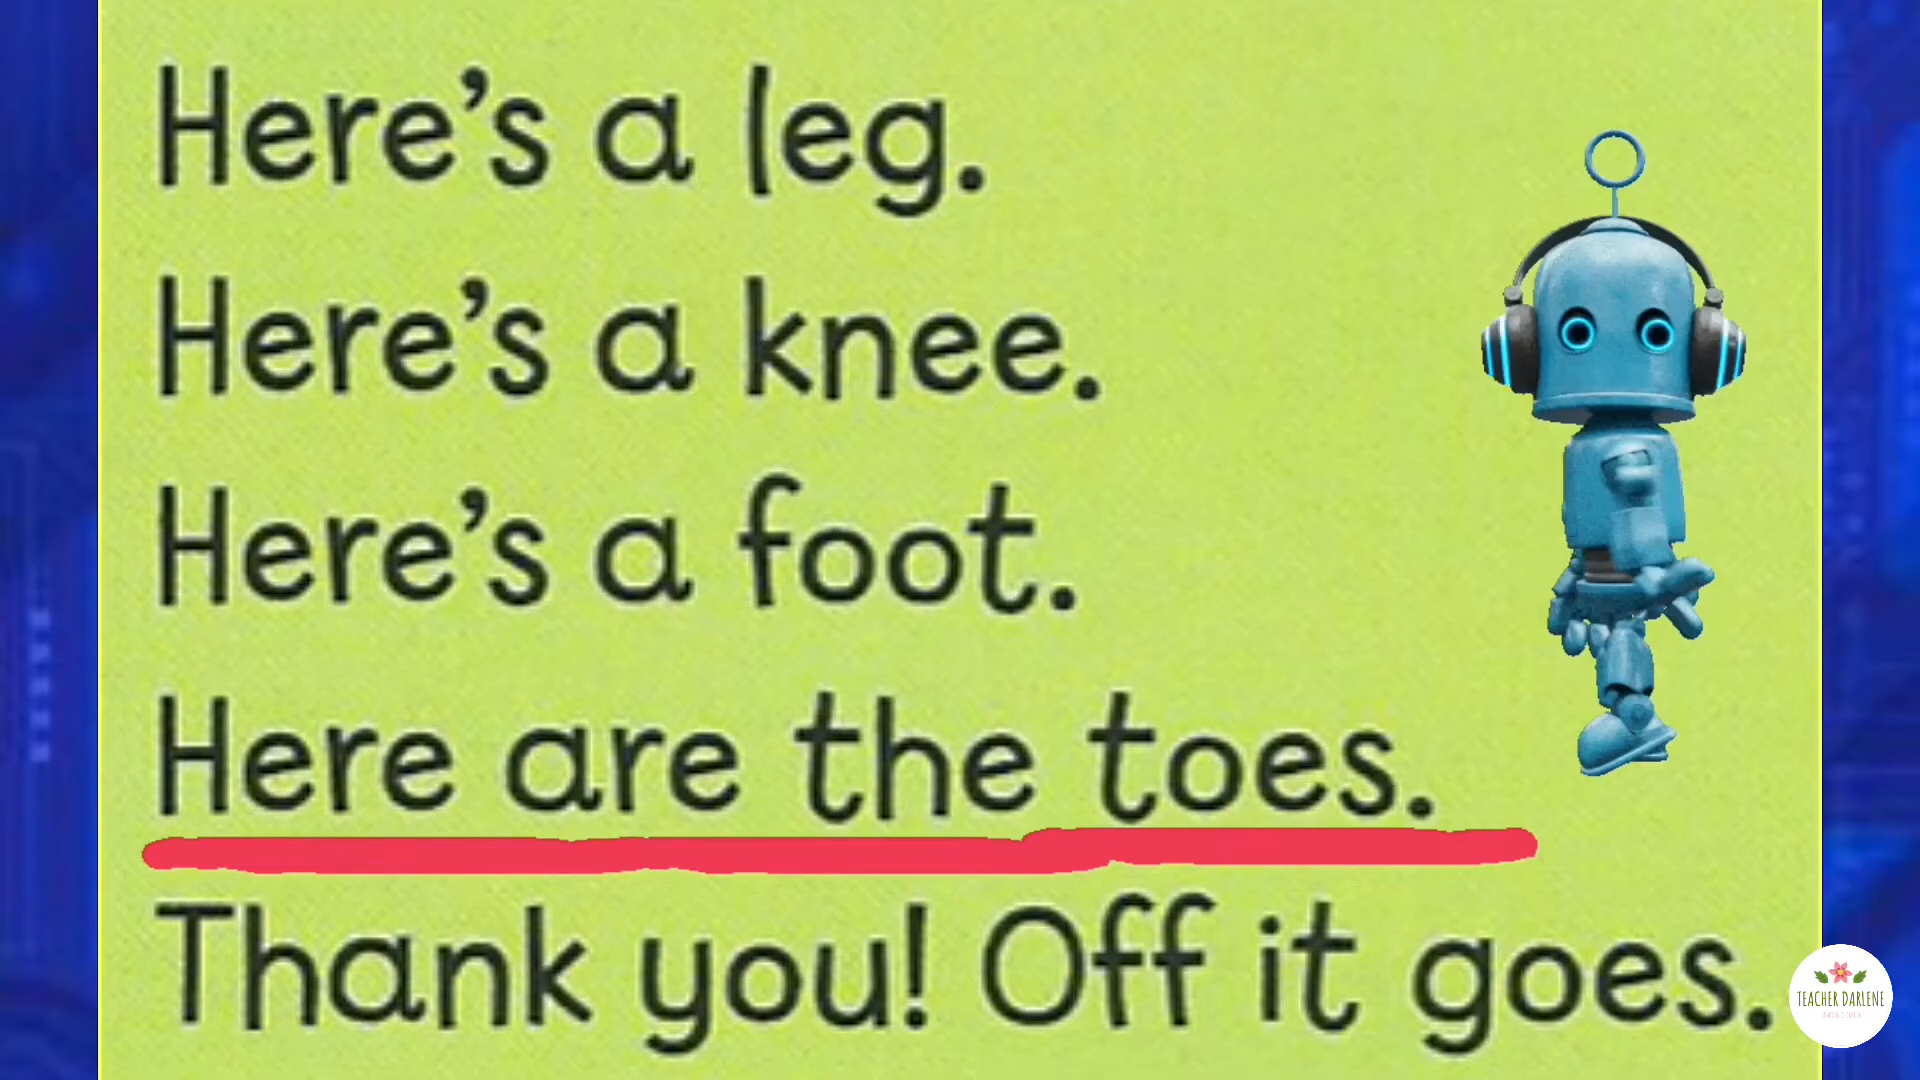 Here's a leg.
Here's a knee.
Here's a foot.
Here are the toes.
Thank you! Off it goes.
TEACHER DARLENE